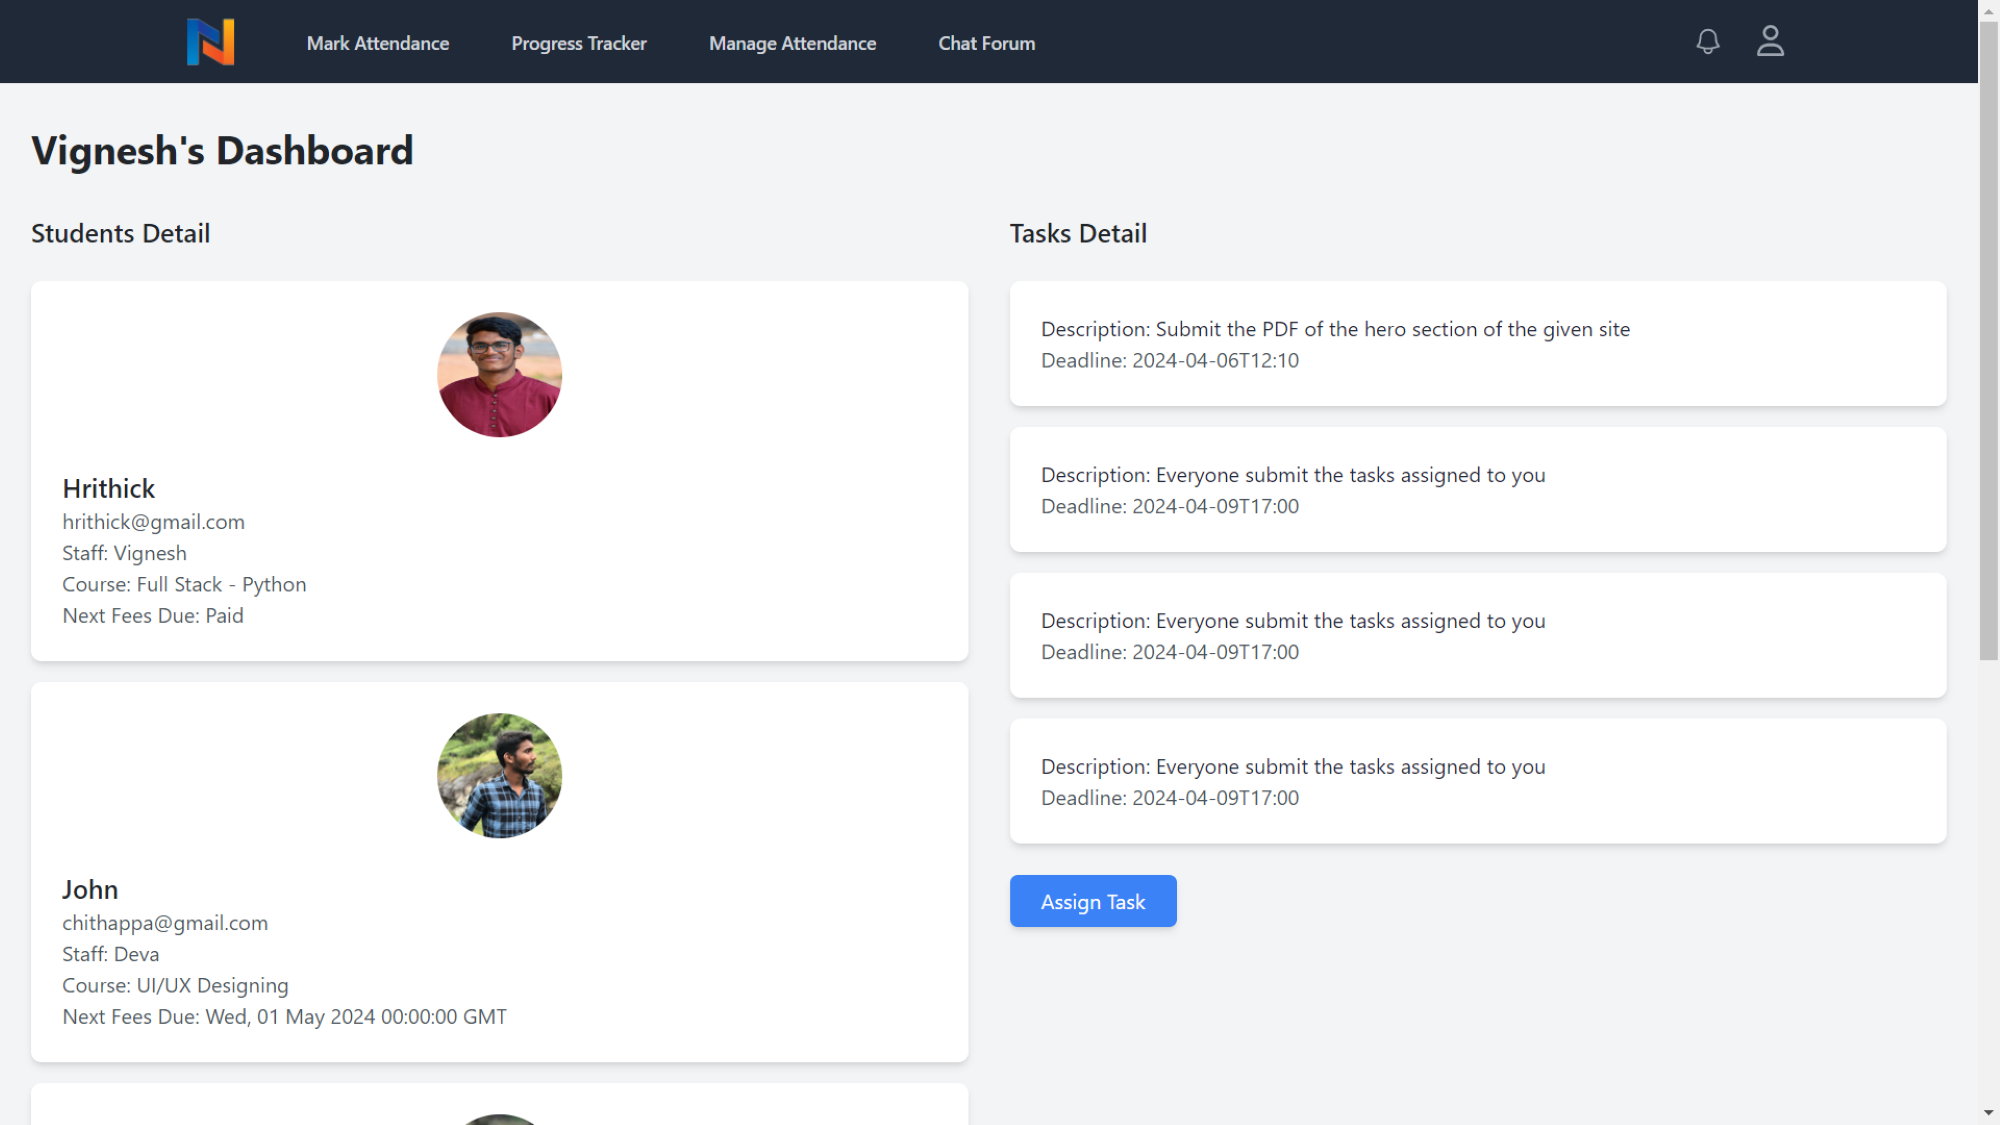 Mark Attendance Progress Tracker Manage Attendance Chat Forum
Vignesh's Dashboard
Students Detail
Hrithick
hrithick@gmail.com
Staff: Vignesh
Course: Full Stack - Python
Next Fees Due: Paid
John
chithappa@gmail.com
Staff: Deva
Course: UI/UX Designing
Next Fees Due: Wed, 01 May 2024 00:00:00 GMT
Tasks Detail
Description: Submit the PDF of the hero section of the given site
Deadline: 2024-04-06T12:10
Description: Everyone submit the tasks assigned to you
Deadline: 2024-04-09T17:00
Description: Everyone submit the tasks assigned to you
Deadline: 2024-04-09T17:00
Description: Everyone submit the tasks assigned to you
Deadline: 2024-04-09T17:00
Assign Task